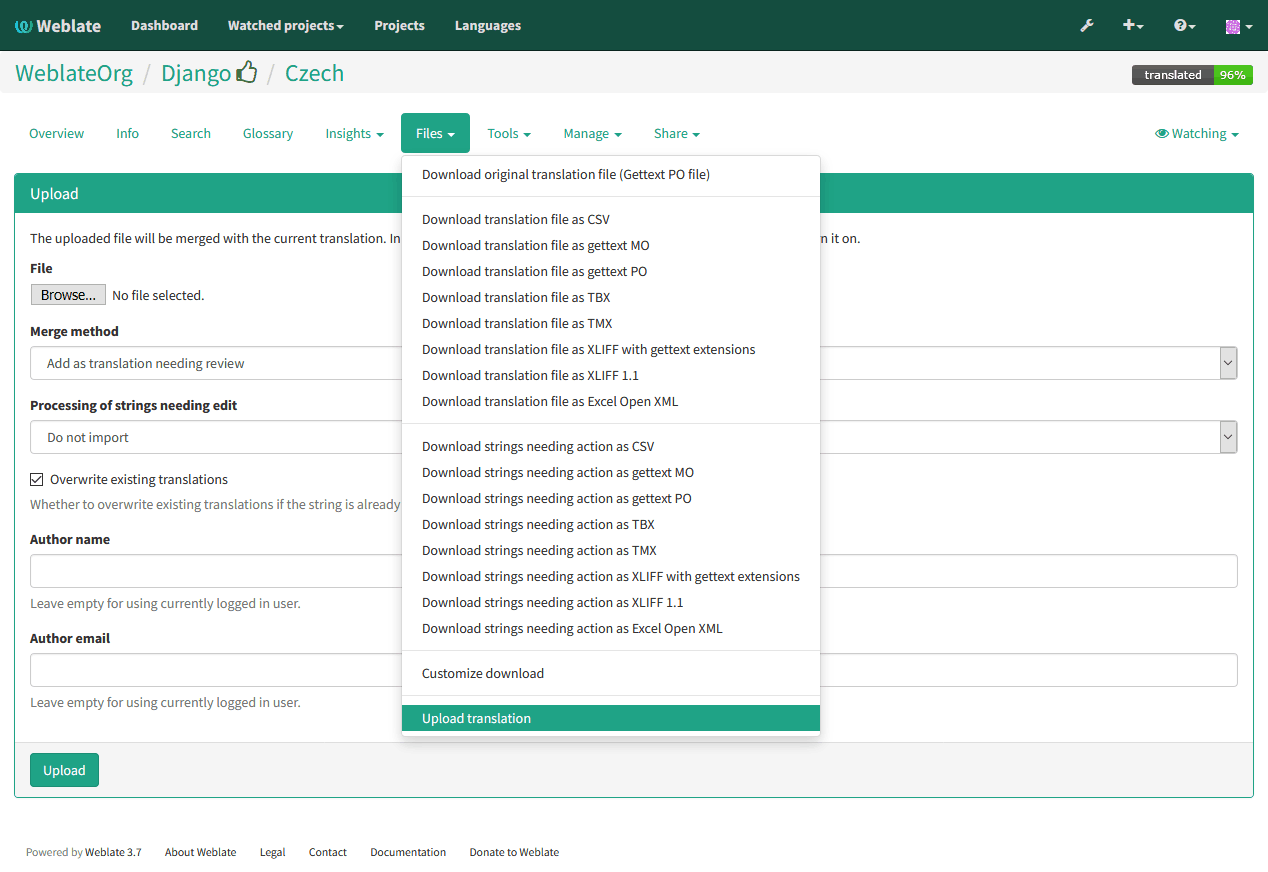 Weblate Dashboard Watched projects Projects Languages
WeblateOrg / Django / Czech
translated 96%
Overview Info Search Glossary Insights Files Tools Manage Share Watching
Upload
The uploaded file will be merged with the current translation. In
n it on.
File
Browse... No file selected.
Merge method
Add as translation needing review
Processing of strings needing edit
Do not import
Overwrite existing translations
Whether to overwrite existing translations if the string is already
Author name
Leave empty for using currently logged in user.
Author email
Leave empty for using currently logged in user.
Upload
Download original translation file (Gettext PO file)
Download translation file as CSV
Download translation file as gettext MO
Download translation file as gettext PO
Download translation file as TBX
Download translation file as TMX
Download translation file as XLIFF with gettext extensions
Download translation file as XLIFF 1.1
Download translation file as Excel Open XML
Download strings needing action as CSV
Download strings needing action as gettext MO
Download strings needing action as gettext PO
Download strings needing action as TBX
Download strings needing action as TMX
Download strings needing action as XLIFF with gettext extensions
Download strings needing action as XLIFF 1.1
Download strings needing action as Excel Open XML
Customize download
Upload translation
Powered by Weblate 3.7 About Weblate Legal Contact Documentation Donate to Weblate